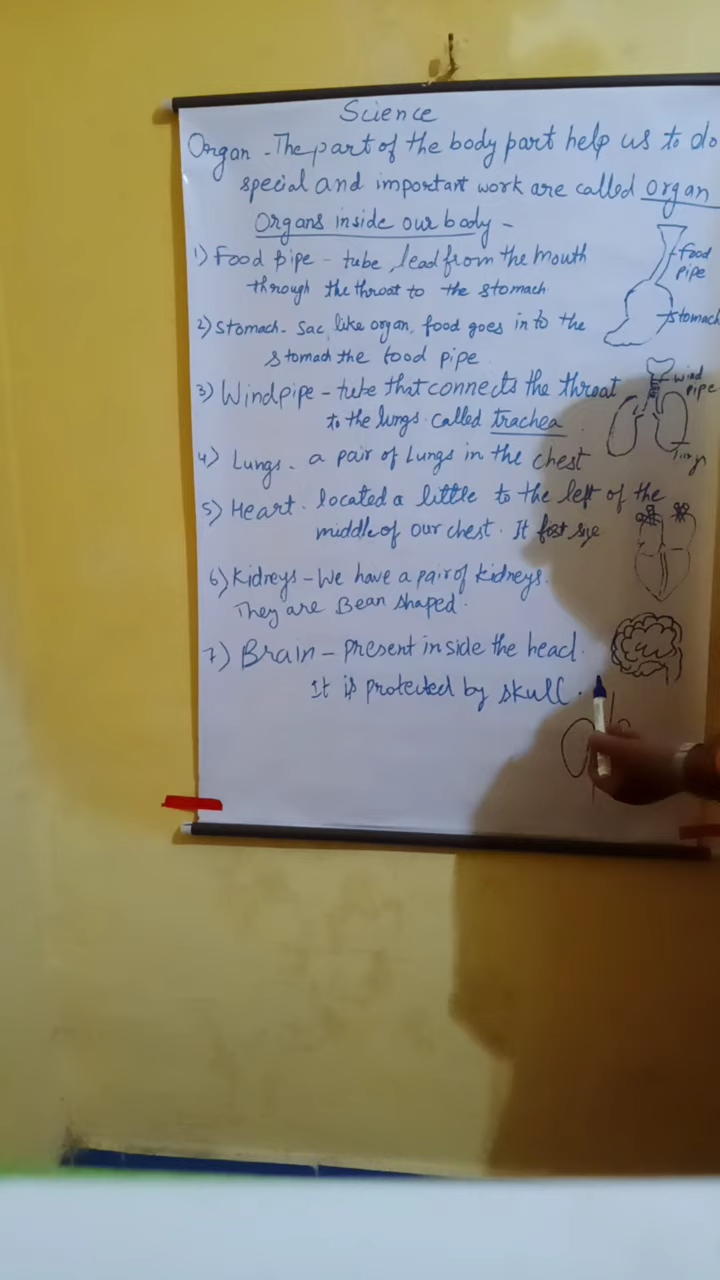 Science
Organ - The part of the body part help us to do
special and important work are called organ
Organs inside our body -
1) Food pipe - tube, lead from the mouth
through the throat to the stomach
Food
pipe
2) Stomach - Sac, like organ, food goes in to the
stomach the food pipe
stomach
3) Windpipe - tube that connects the throat
to the lungs called trachea
wind
pipe
4) Lungs - a pair of Lungs in the chest
5) Heart - located a little to the left of the
middle of our chest. It
6) Kidneys - We have a pair of kidneys.
They are Bean shaped.
7) Brain - present inside the head.
It is protected by skull.